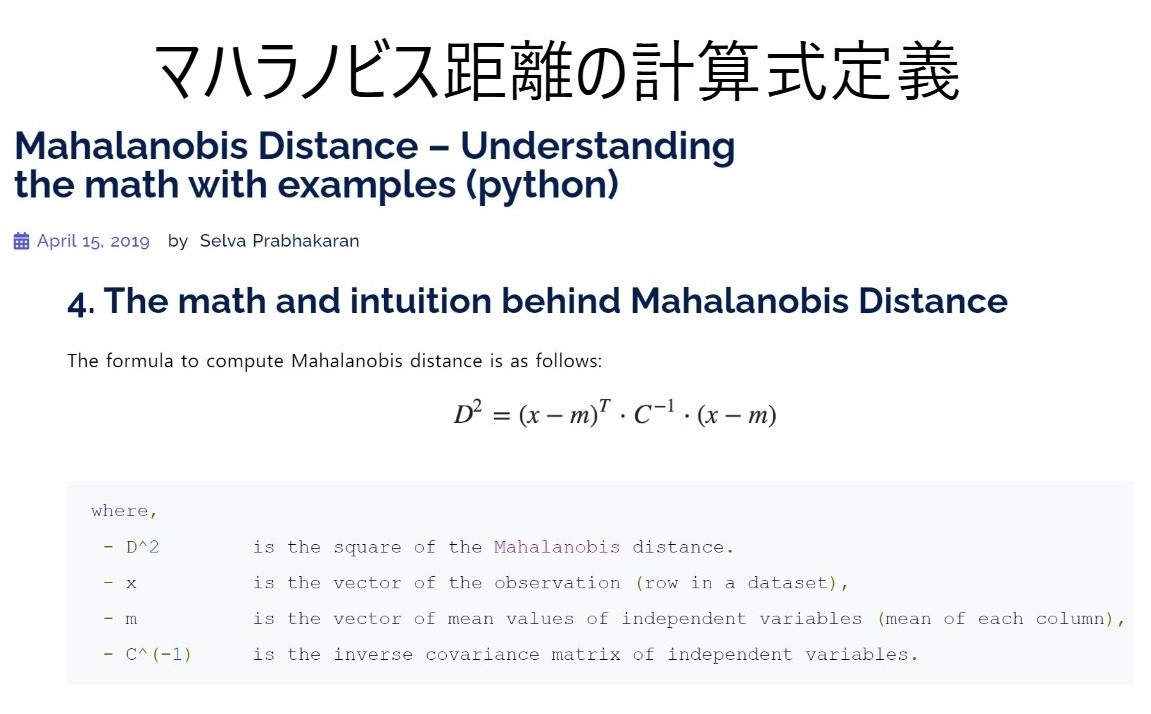 マハラノビス距離の計算式定義
Mahalanobis Distance – Understanding
the math with examples (python)
April 15, 2019 by Selva Prabhakaran
4. The math and intuition behind Mahalanobis Distance
The formula to compute Mahalanobis distance is as follows:
D² = (x − m)ᵀ · C⁻¹ · (x − m)
where,
- D^2 is the square of the Mahalanobis distance.
- x is the vector of the observation (row in a dataset),
- m is the vector of mean values of independent variables (mean of each column),
- C^(-1) is the inverse covariance matrix of independent variables.